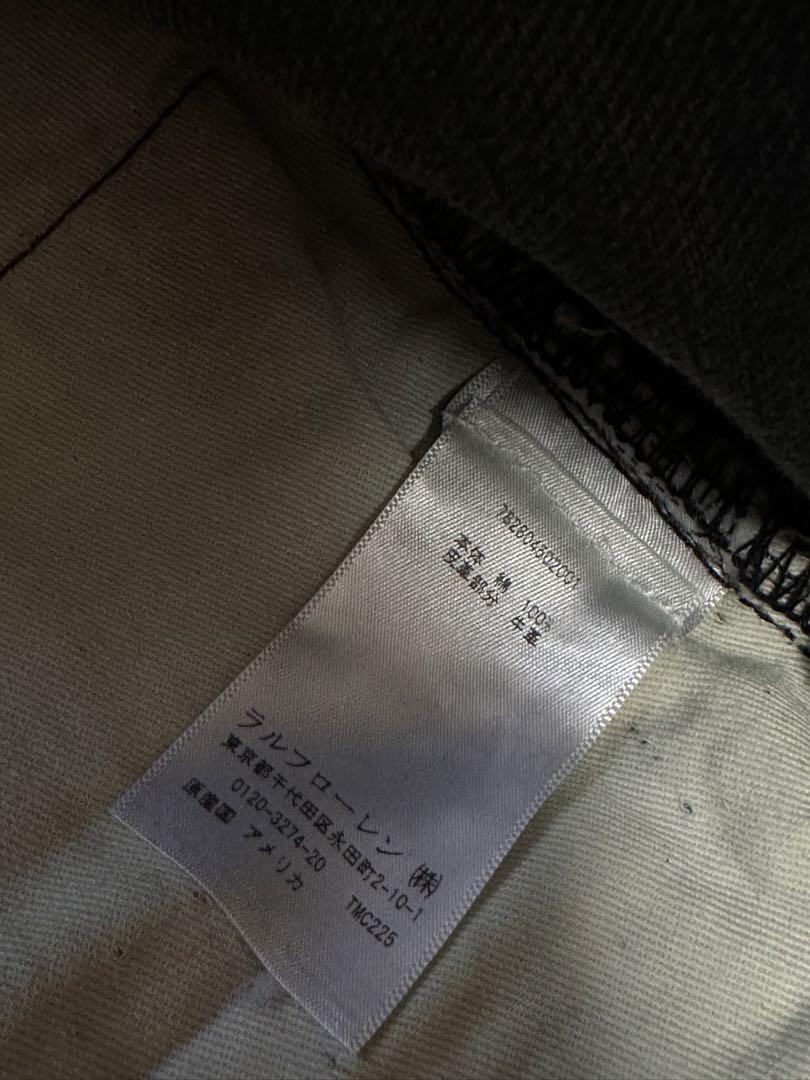 782604602001
本体 綿 100%
皮革部分 牛革
ラルフローレン ㈱
東京都千代田区永田町2-10-1
0120-3274-20
原産国 アメリカ TMC225